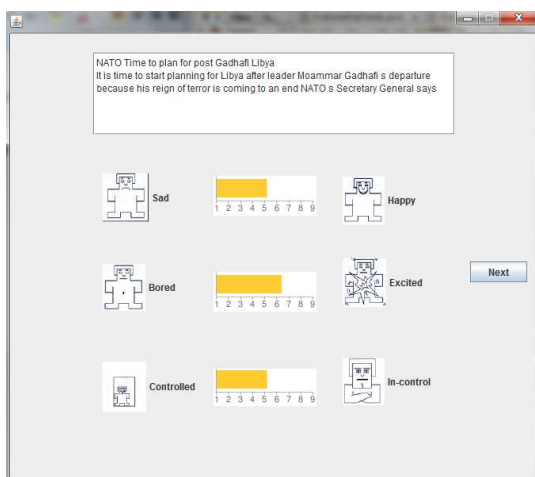 NATO Time to plan for post Gadhafi Libya
It is time to start planning for Libya after leader Moammar Gadhafi s departure
because his reign of terror is coming to an end NATO s Secretary General says
Sad
1 2 3 4 5 6 7 8 9
Happy
Bored
1 2 3 4 5 6 7 8 9
Excited
Next
Controlled
1 2 3 4 5 6 7 8 9
In-control